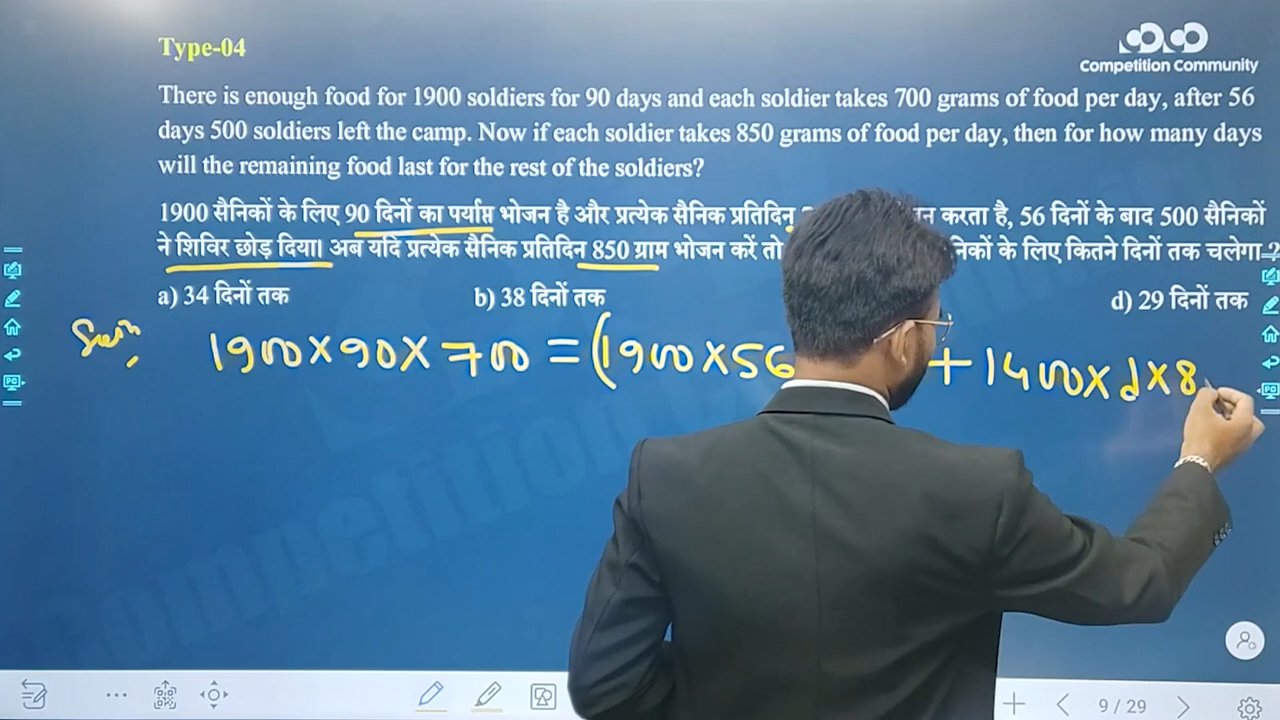 Type-04
Competition Community
There is enough food for 1900 soldiers for 90 days and each soldier takes 700 grams of food per day, after 56
days 500 soldiers left the camp. Now if each soldier takes 850 grams of food per day, then for how many days
will the remaining food last for the rest of the soldiers?
1900 सैनिकों के लिए 90 दिनों का पर्याप्त भोजन है और प्रत्येक सैनिक प्रतिदिन करता है, 56 दिनों के बाद 500 सैनिकों
ने शिविर छोड़ दिया। अब यदि प्रत्येक सैनिक प्रतिदिन 850 ग्राम भोजन करें तो के लिए कितने दिनों तक चलेगा-?
a) 34 दिनों तक b) 38 दिनों तक d) 29 दिनों तक
1900×90×700 = (1900×56 + 1400×d×8
9 / 29